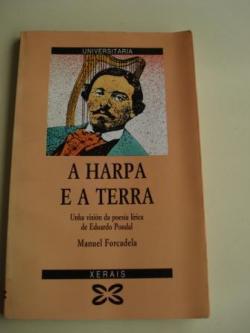 UNIVERSITARIA
A HARPA
E A TERRA
Unha visión da poesía lírica
de Eduardo Pondal
Manuel Forcadela
XERAIS